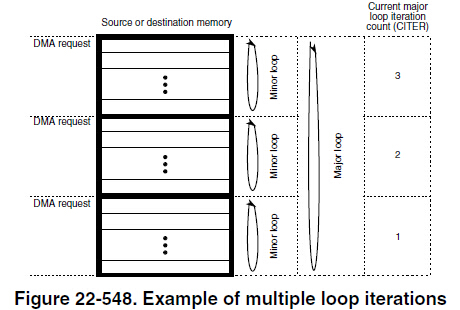 Current major
loop iteration
count (CITER)
Source or destination memory
DMA request
Minor loop
3
DMA request
Minor loop
Major loop
2
DMA request
Minor loop
1
Figure 22-548. Example of multiple loop iterations